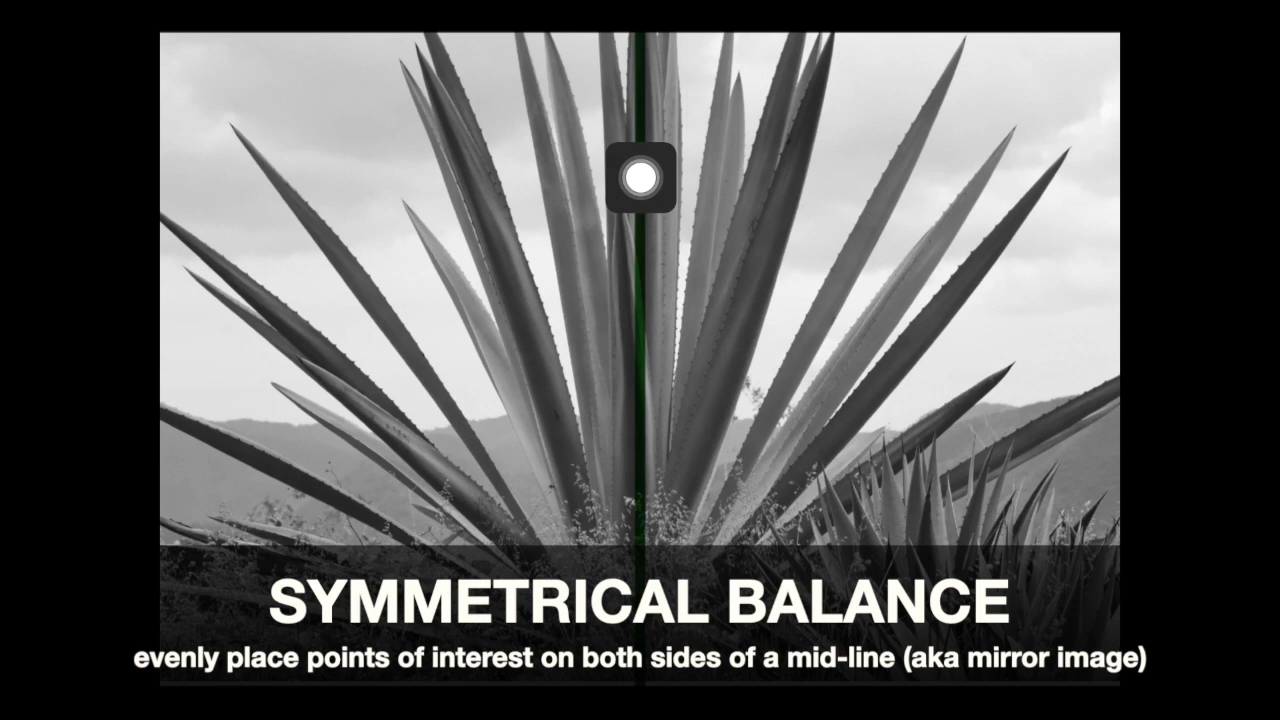 SYMMETRICAL BALANCE
evenly place points of interest on both sides of a mid-line (aka mirror image)